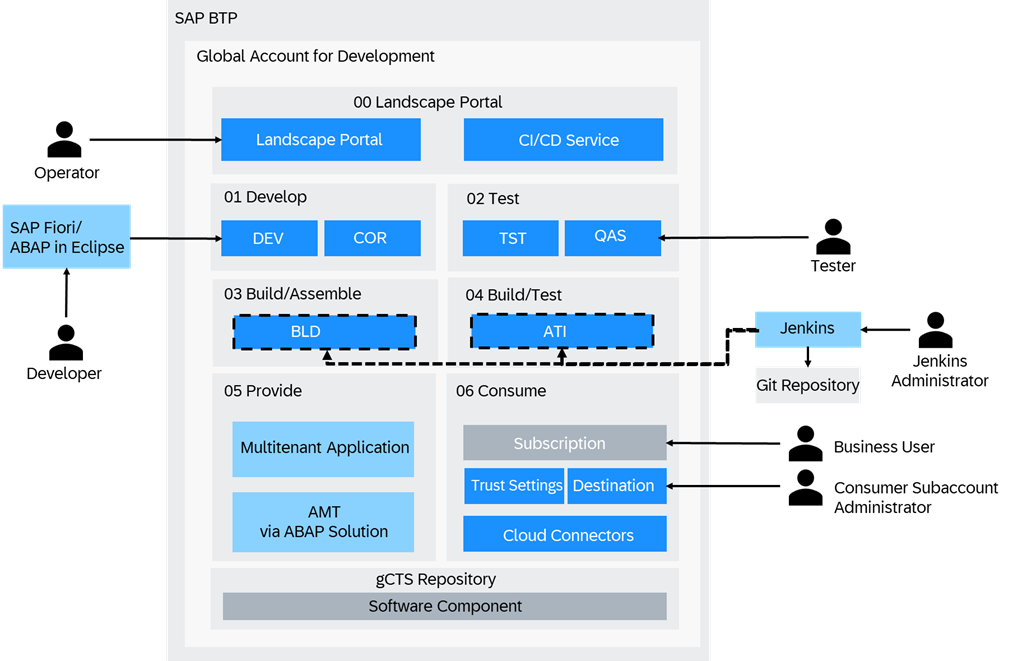 SAP BTP
Global Account for Development
00 Landscape Portal
Landscape Portal
CI/CD Service
Operator
01 Develop
DEV
COR
02 Test
TST
QAS
SAP Fiori/
ABAP in Eclipse
Tester
Developer
03 Build/Assemble
BLD
04 Build/Test
ATI
Jenkins
Jenkins
Administrator
Git Repository
05 Provide
Multitenant Application
AMT
via ABAP Solution
06 Consume
Subscription
Trust Settings
Destination
Cloud Connectors
Business User
Consumer Subaccount
Administrator
gCTS Repository
Software Component